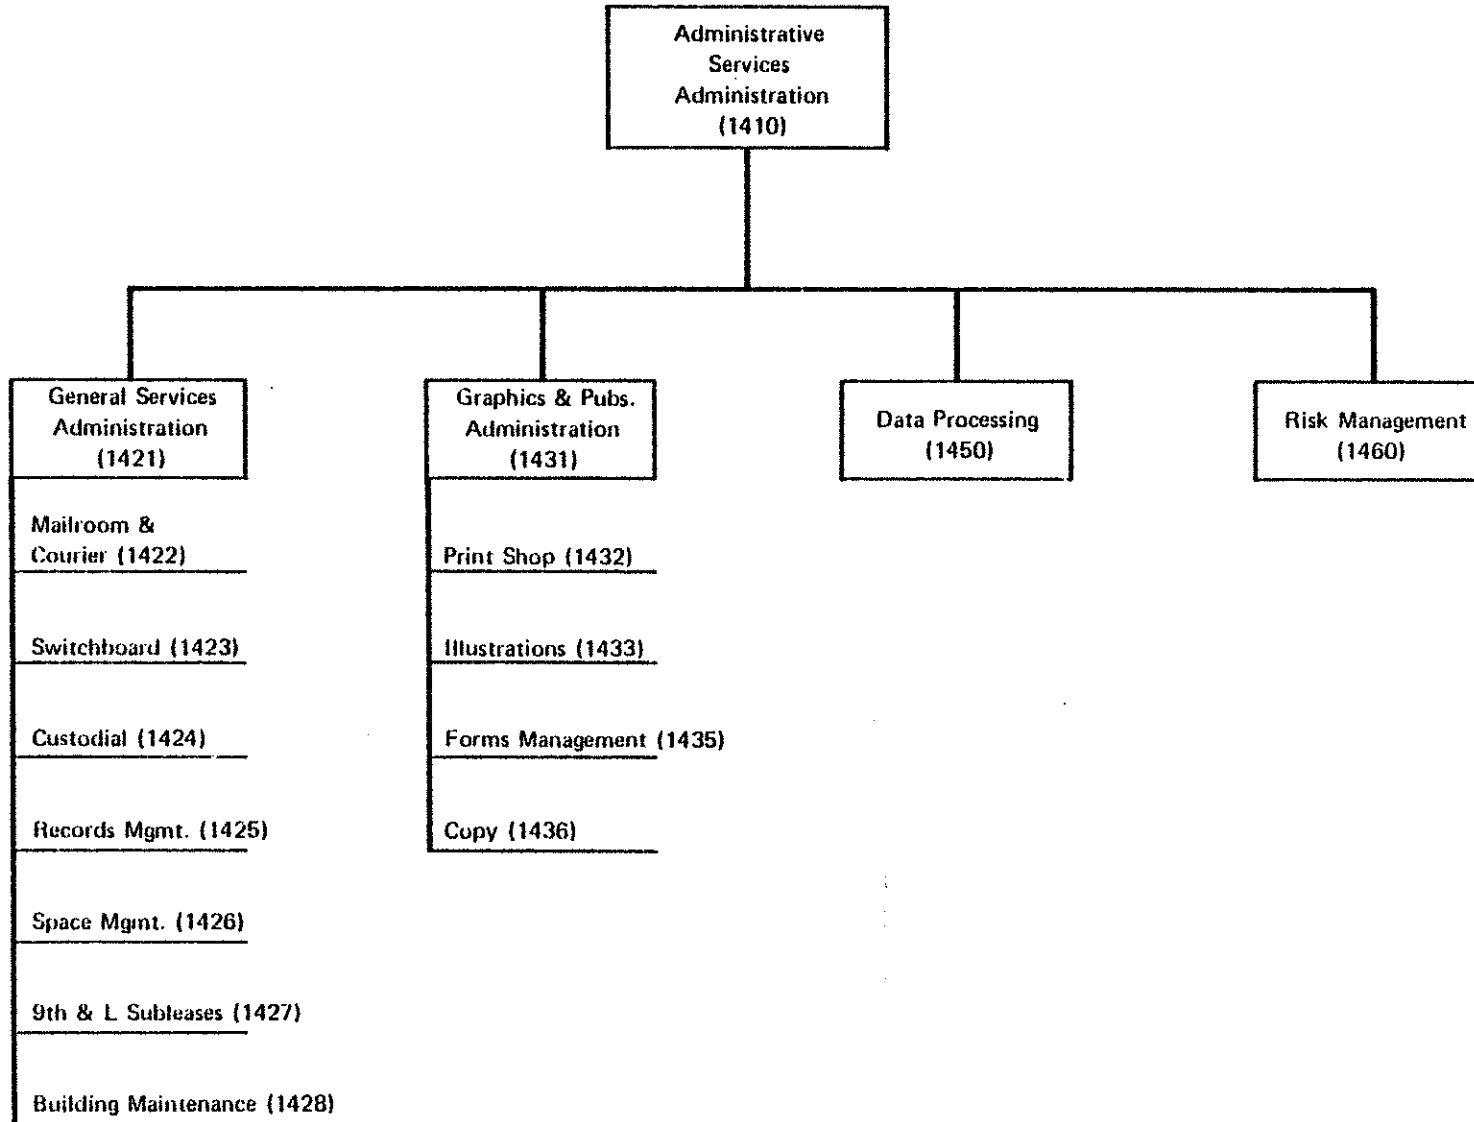 Administrative
Services
Administration
(1410)
General Services
Administration
(1421)
Mailroom &
Courier (1422)
Switchboard (1423)
Custodial (1424)
Records Mgmt. (1425)
Space Mgmt. (1426)
9th & L Subleases (1427)
Building Maintenance (1428)
Graphics & Pubs.
Administration
(1431)
Print Shop (1432)
Illustrations (1433)
Forms Management (1435)
Copy (1436)
Data Processing
(1450)
Risk Management
(1460)